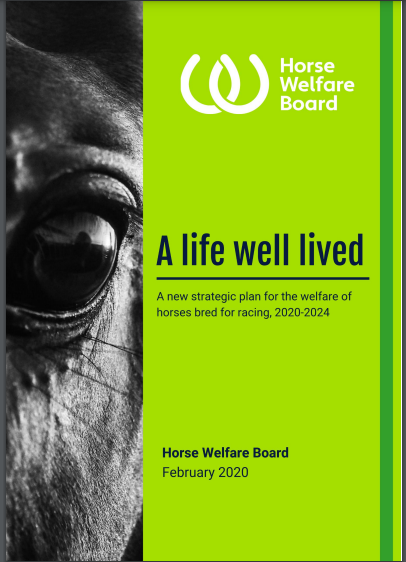 Horse
Welfare
Board
A life well lived
A new strategic plan for the welfare of
horses bred for racing, 2020-2024
Horse Welfare Board
February 2020